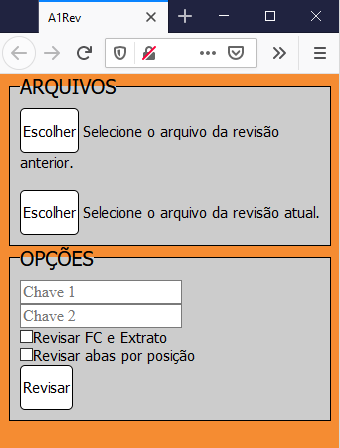 A1Rev
ARQUIVOS
Escolher Selecione o arquivo da revisão
anterior.
Escolher Selecione o arquivo da revisão atual.
OPÇÕES
Chave 1
Chave 2
Revisar FC e Extrato
Revisar abas por posição
Revisar